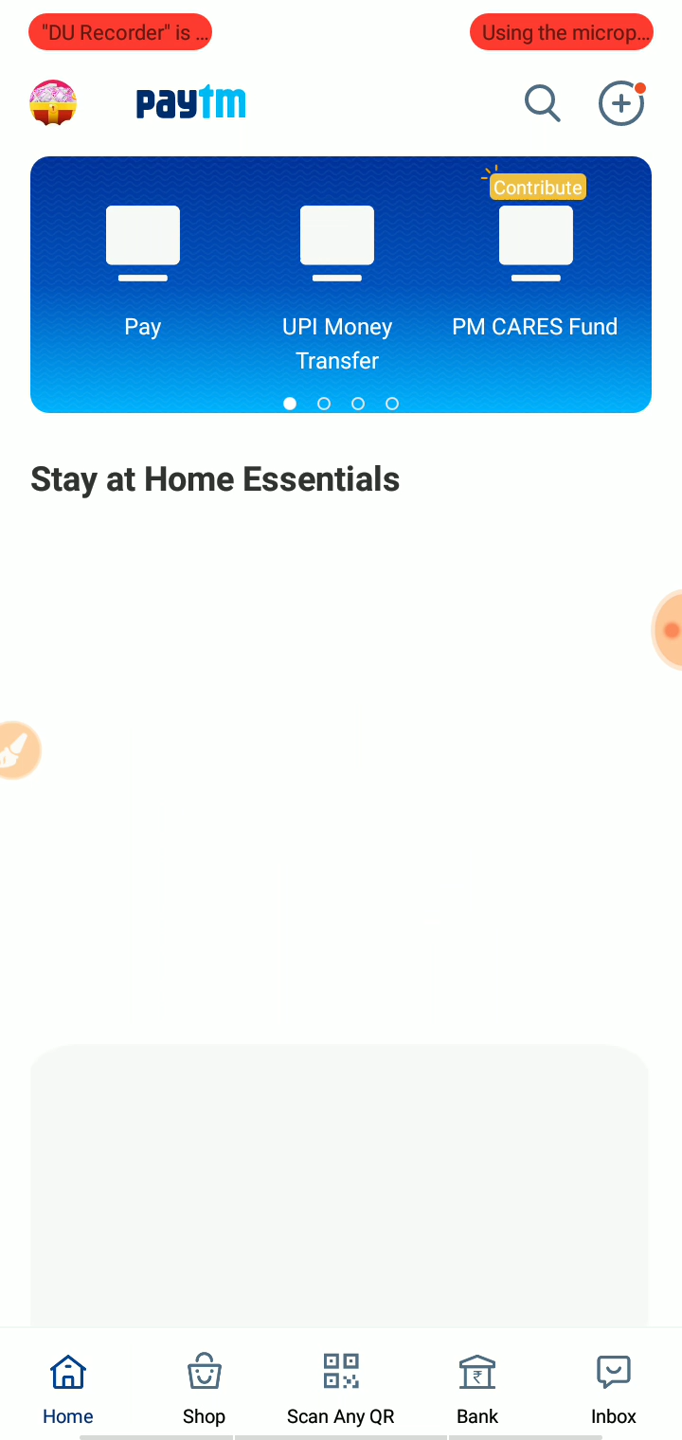 "DU Recorder" is ...
Using the microp...
paytm
Contribute
Pay
UPI Money
Transfer
PM CARES Fund
Stay at Home Essentials
Home
Shop
Scan Any QR
Bank
Inbox